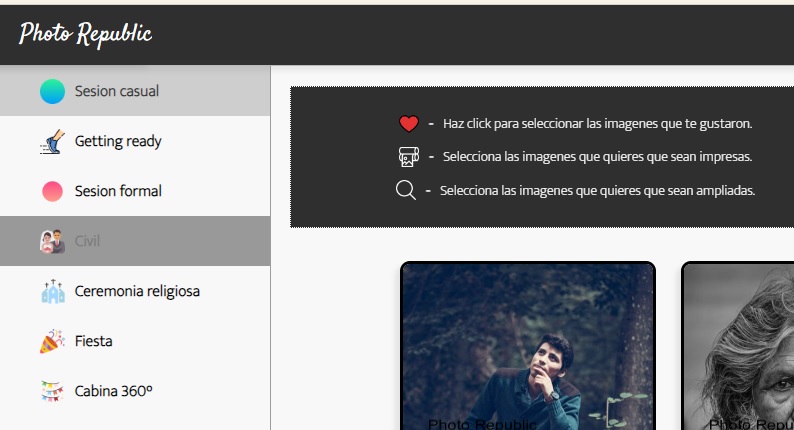 Photo Republic
Sesion casual
Getting ready
Sesion formal
Civil
Ceremonia religiosa
Fiesta
Cabina 360º
- Haz click para seleccionar las imagenes que te gustaron.
- Selecciona las imagenes que quieres que sean impresas.
- Selecciona las imagenes que quieres que sean ampliadas.
Photo Republic
Photo Repu